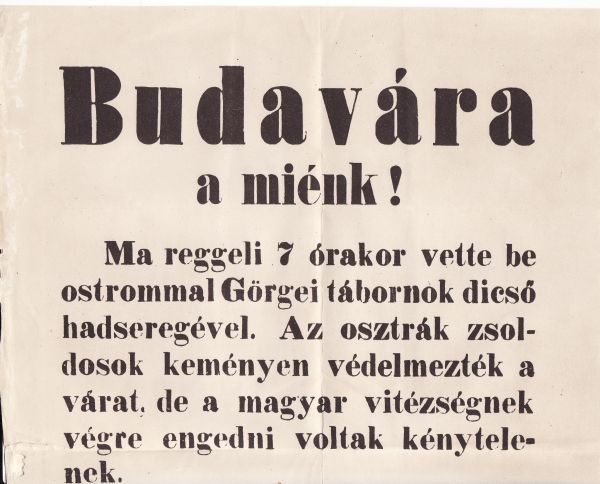 Budavára
a miénk!
Ma reggeli 7 órakor vette be
ostrommal Görgei tábornok dicső
hadseregével. Az osztrák zsol-
dosok keményen védelmezték a
várat, de a magyar vitézségnek
végre engedni voltak kénytele-
nek.